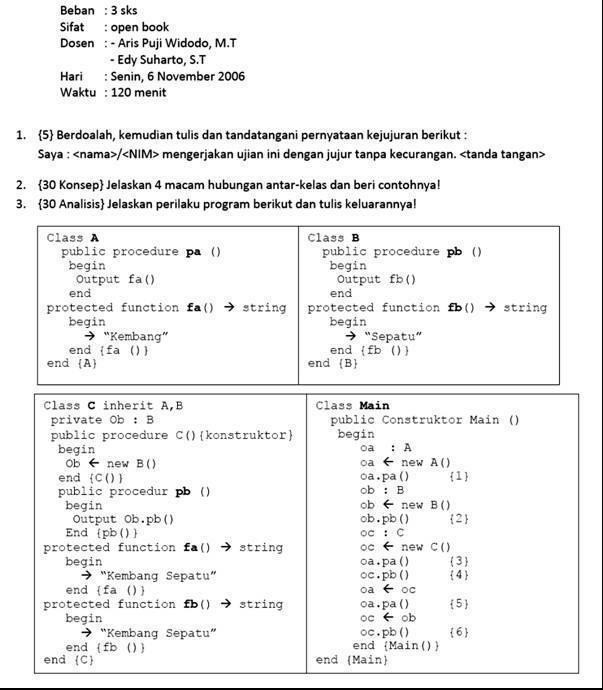 Beban : 3 sks
Sifat : open book
Dosen : - Aris Puji Widodo, M.T
- Edy Suharto, S.T
Hari : Senin, 6 November 2006
Waktu : 120 menit
1. {5} Berdoalah, kemudian tulis dan tandatangani pernyataan kejujuran berikut :
Saya : <nama>/<NIM> mengerjakan ujian ini dengan jujur tanpa kecurangan. <tanda tangan>
2. {30 Konsep} Jelaskan 4 macam hubungan antar-kelas dan beri contohnya!
3. {30 Analisis} Jelaskan perilaku program berikut dan tulis keluarannya!
Class A
public procedure pa ()
begin
Output fa()
end
protected function fa() → string
begin
→ “Kembang”
end {fa ()}
end {A}
Class B
public procedure pb ()
begin
Output fb()
end
protected function fb() → string
begin
→ “Sepatu”
end {fb ()}
end {B}
Class C inherit A,B
private Ob : B
public procedure C(){konstruktor}
begin
Ob ← new B()
end {C()}
public procedur pb ()
begin
Output Ob.pb()
End {pb()}
protected function fa() → string
begin
→ “Kembang Sepatu”
end {fa ()}
protected function fb() → string
begin
→ “Kembang Sepatu”
end {fb ()}
end {C}
Class Main
public Construktor Main ()
begin
oa : A
oa ← new A()
oa.pa() {1}
ob : B
ob ← new B()
ob.pb() {2}
oc : C
oc ← new C()
oa.pa() {3}
oc.pb() {4}
oa ← oc
oa.pa() {5}
oc ← ob
oc.pb() {6}
end {Main()}
end {Main}